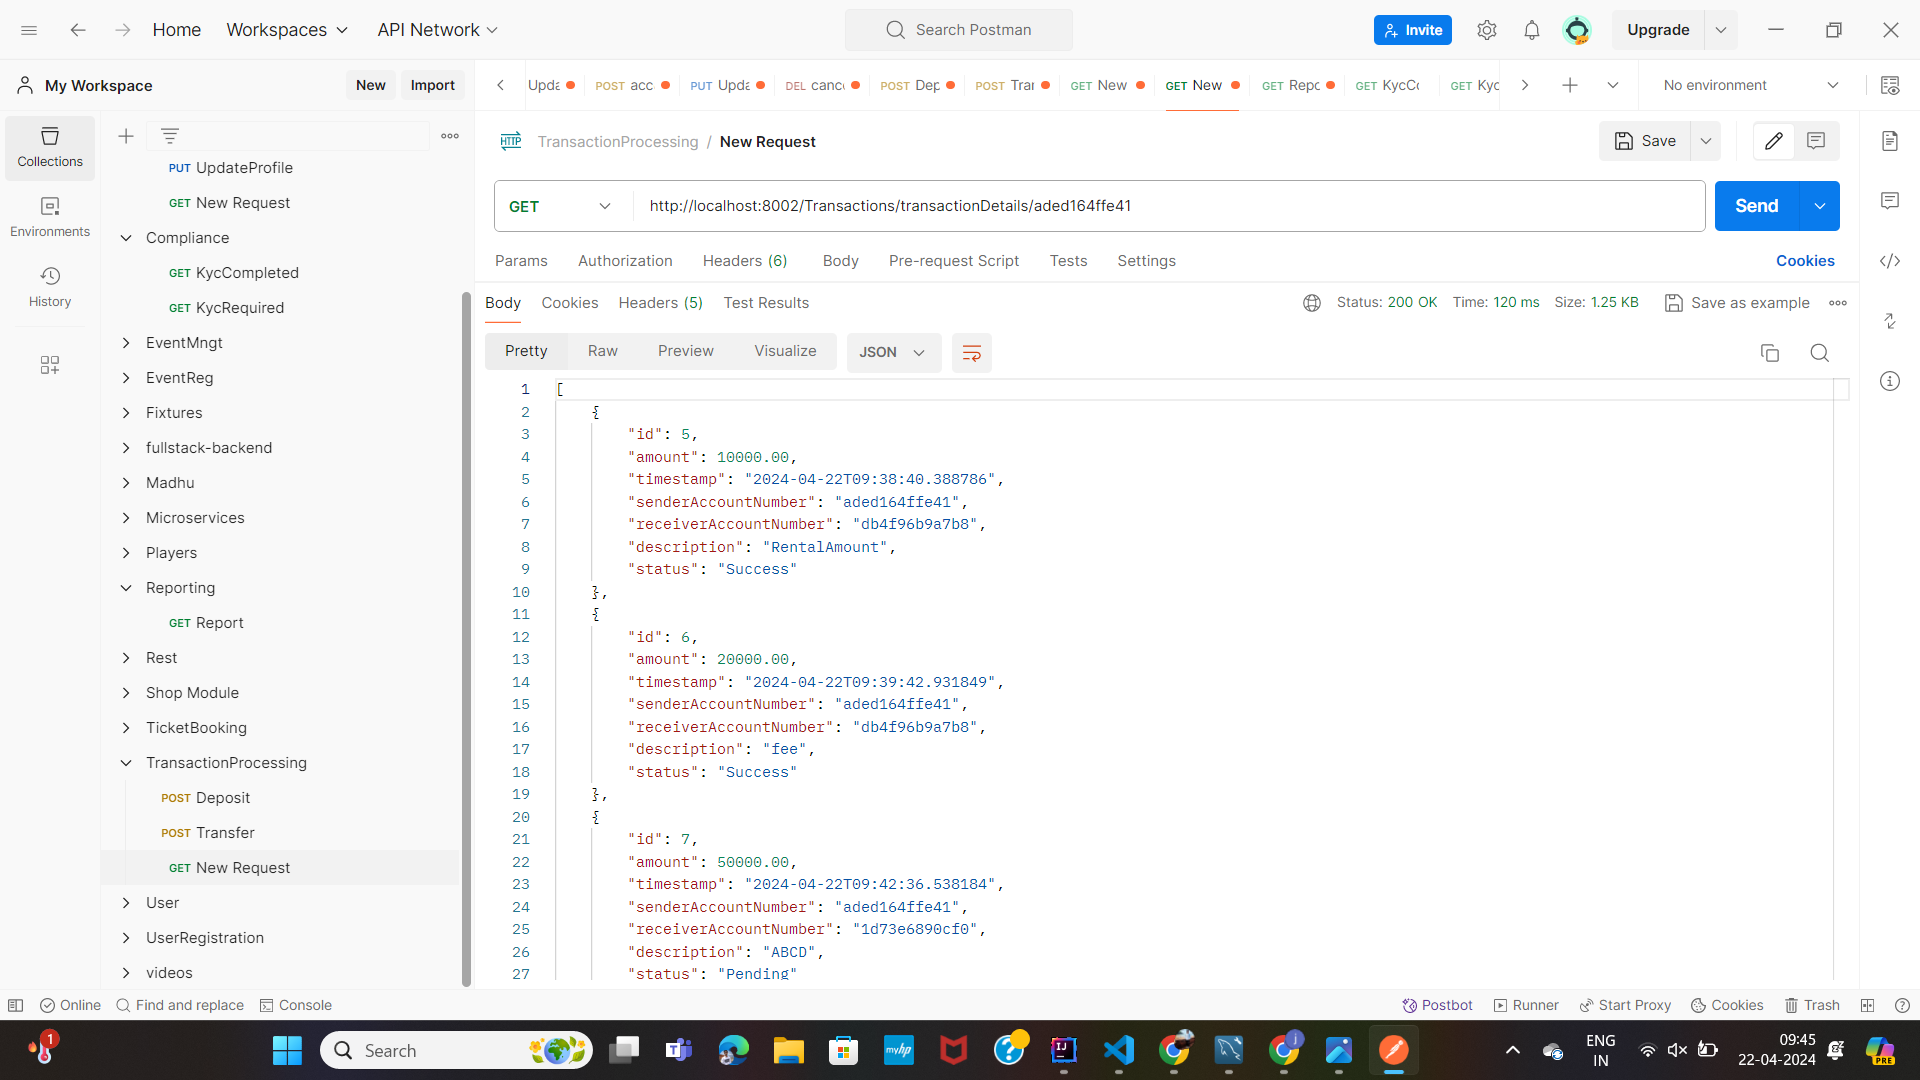 Home
Workspaces
API Network
Search Postman
Invite
Upgrade
My Workspace
New
Import
Upda
POST acc
PUT Upda
DEL canc
POST Dep
POST Tra
GET New
GET New
GET Repo
GET KycCo
GET Kyc
No environment
Collections
Environments
History
PUT UpdateProfile
GET New Request
Compliance
GET KycCompleted
GET KycRequired
EventMngt
EventReg
Fixtures
fullstack-backend
Madhu
Microservices
Players
Reporting
GET Report
Rest
Shop Module
TicketBooking
TransactionProcessing
POST Deposit
POST Transfer
GET New Request
User
UserRegistration
videos
HTTP
TransactionProcessing / New Request
Save
GET
http://localhost:8002/Transactions/transactionDetails/aded164ffe41
Send
Params
Authorization
Headers (6)
Body
Pre-request Script
Tests
Settings
Cookies
Body
Cookies
Headers (5)
Test Results
Status: 200 OK
Time: 120 ms
Size: 1.25 KB
Save as example
Pretty
Raw
Preview
Visualize
JSON
1 [
2 {
3 "id": 5,
4 "amount": 10000.00,
5 "timestamp": "2024-04-22T09:38:40.388786",
6 "senderAccountNumber": "aded164ffe41",
7 "receiverAccountNumber": "db4f96b9a7b8",
8 "description": "RentalAmount",
9 "status": "Success"
10 },
11 {
12 "id": 6,
13 "amount": 20000.00,
14 "timestamp": "2024-04-22T09:39:42.931849",
15 "senderAccountNumber": "aded164ffe41",
16 "receiverAccountNumber": "db4f96b9a7b8",
17 "description": "fee",
18 "status": "Success"
19 },
20 {
21 "id": 7,
22 "amount": 50000.00,
23 "timestamp": "2024-04-22T09:42:36.538184",
24 "senderAccountNumber": "aded164ffe41",
25 "receiverAccountNumber": "1d73e6890cf0",
26 "description": "ABCD",
27 "status": "Pending"
Online
Find and replace
Console
Postbot
Runner
Start Proxy
Cookies
Trash
1
Search
myhp
IJ
j
ENG
IN
09:45
22-04-2024
PRE